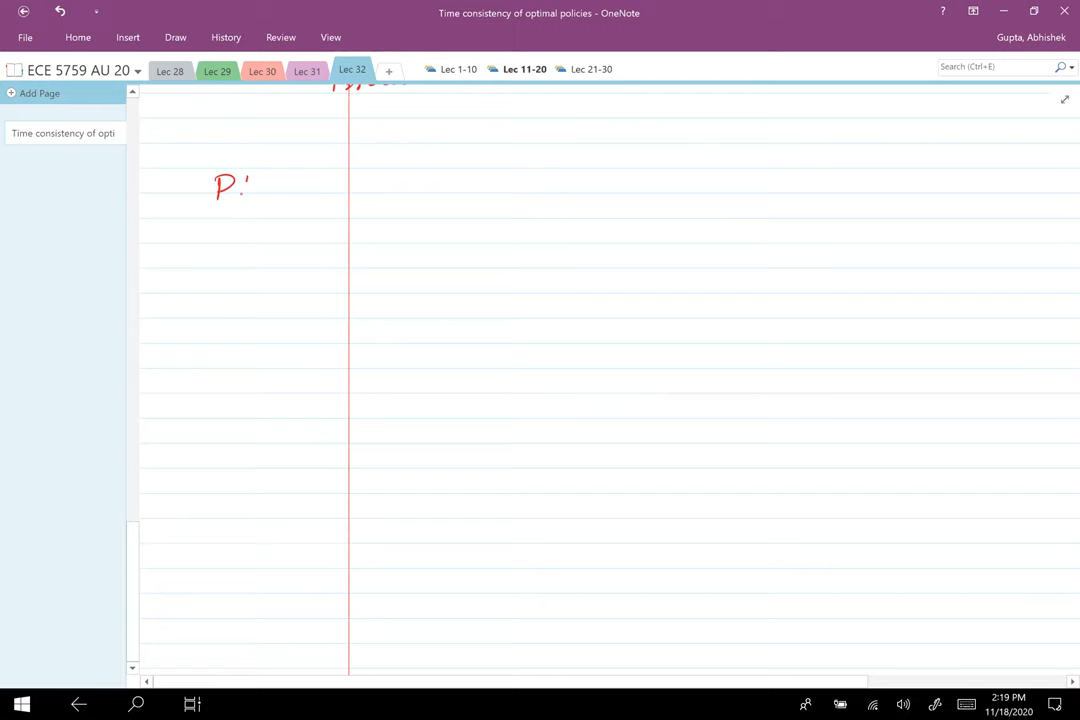 Time consistency of optimal policies - OneNote
?
File Home Insert Draw History Review View Gupta, Abhishek
ECE 5759 AU 20 Lec 28 Lec 29 Lec 30 Lec 31 Lec 32 + Lec 1-10 Lec 11-20 Lec 21-30 Search (Ctrl+E)
Add Page
Time consistency of opti
P:
2:19 PM
11/18/2020